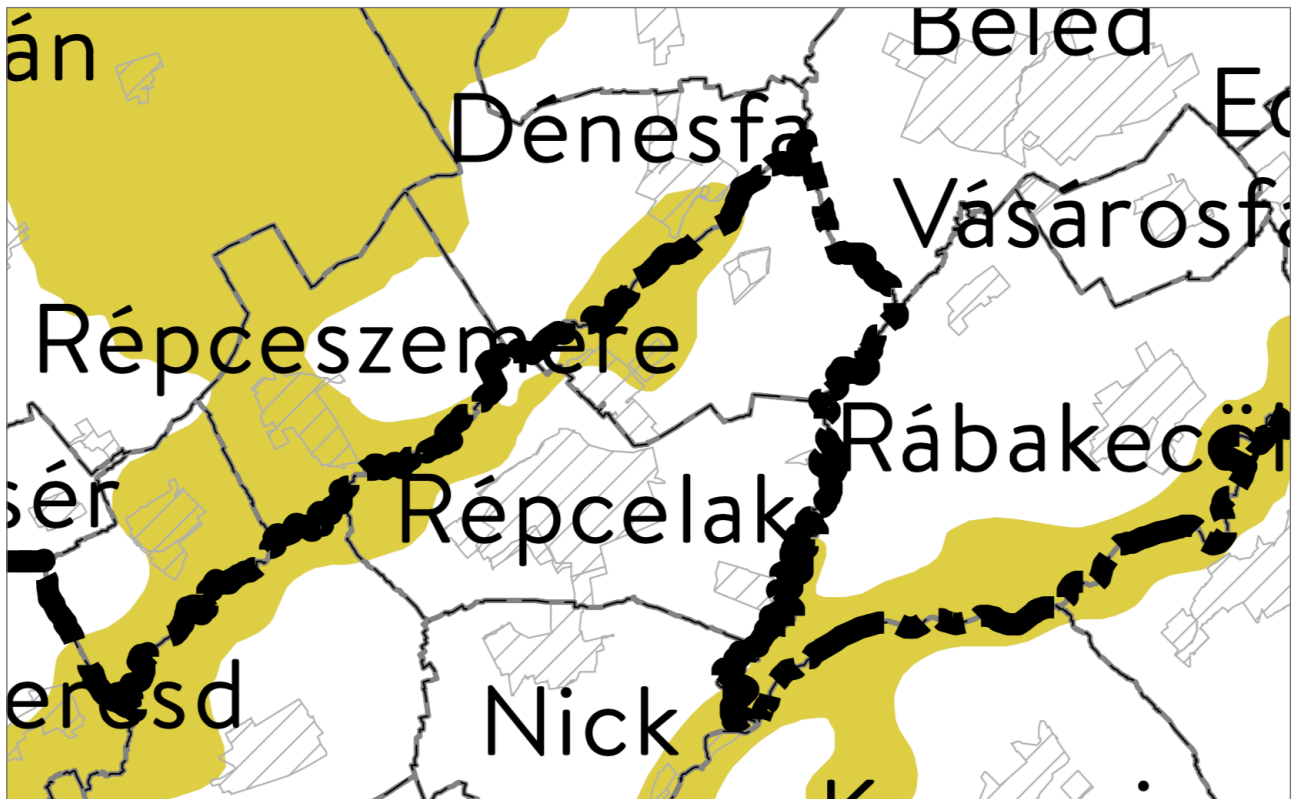 Beled
Dénesfa
Vásárosfa
Répceszemere
Rábakecöl
Répcelak
Nick